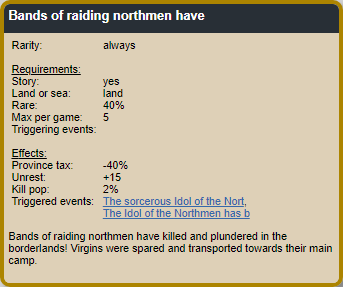 Bands of raiding northmen have
Rarity: always
Requirements:
Story: yes
Land or sea: land
Rare: 40%
Max per game: 5
Triggering events:
Effects:
Province tax: -40%
Unrest: +15
Kill pop: 2%
Triggered events: The sorcerous Idol of the Nort,
The Idol of the Northmen has b
Bands of raiding northmen have killed and plundered in the
borderlands! Virgins were spared and transported towards their main
camp.